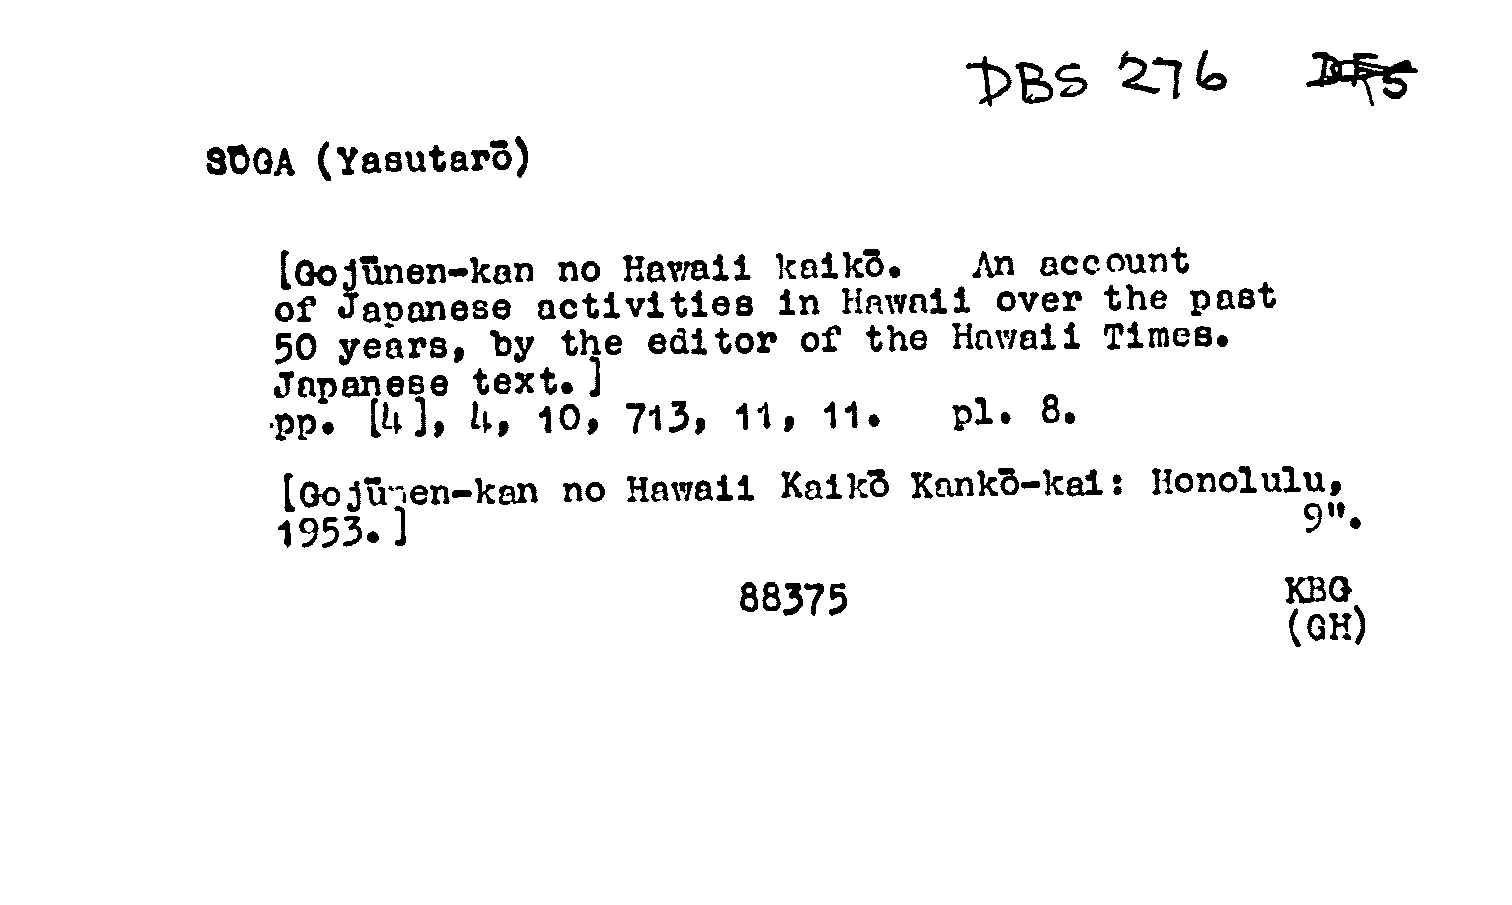 DBS 276
SŌGA (Yasutarō)
[Gojūnen-kan no Hawaii kaikō. An account
of Japanese activities in Hawaii over the past
50 years, by the editor of the Hawaii Times.
Japanese text.]
pp. [4], 4, 10, 713, 11, 11. pl. 8.
[Gojūnen-kan no Hawaii Kaikō Kankō-kai: Honolulu,
1953.] 9".
88375 KBG
(GH)